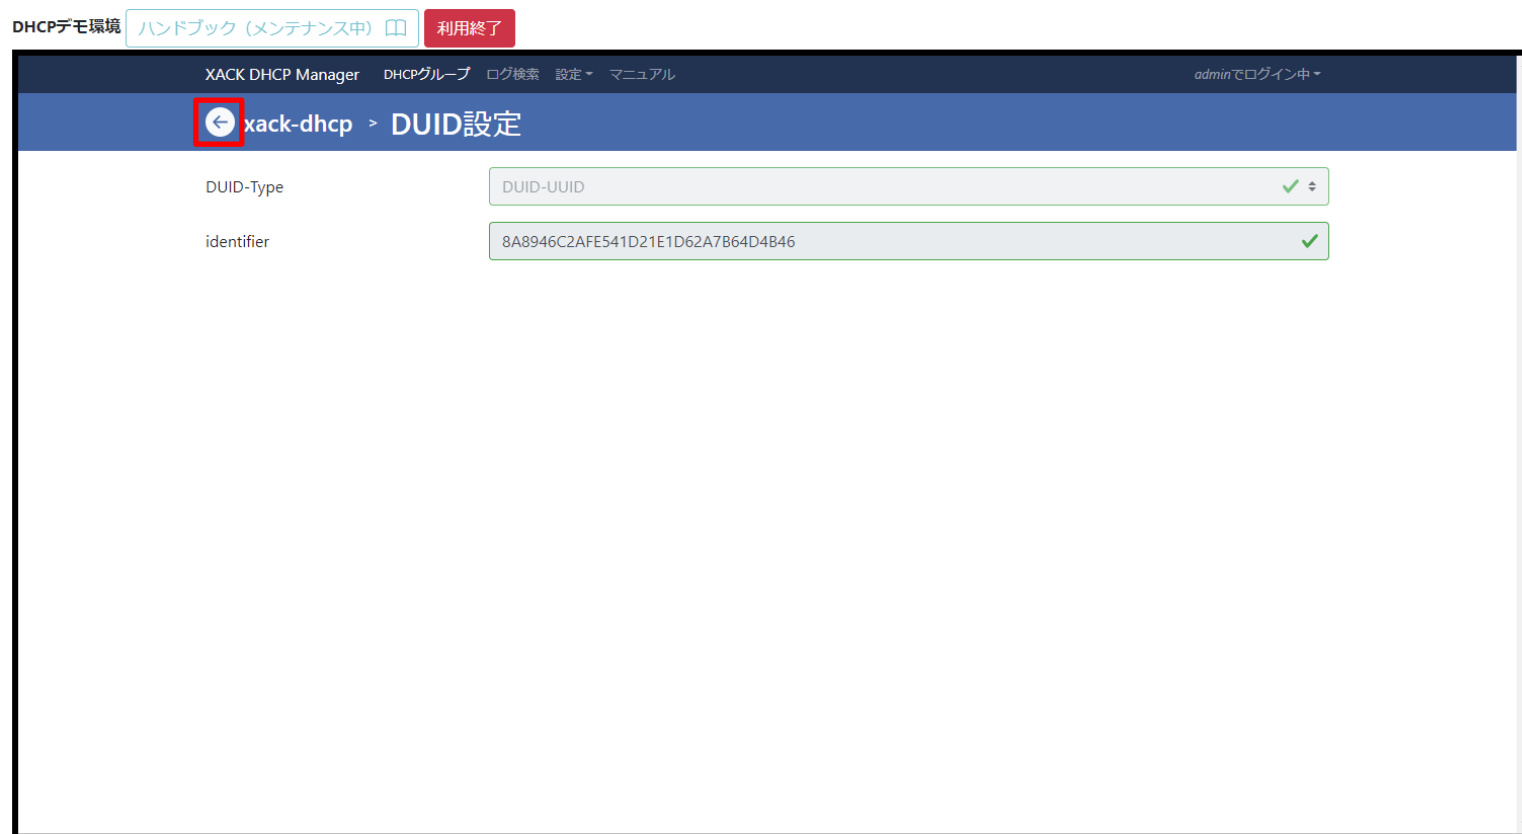 DHCPデモ環境 ハンドブック（メンテナンス中） 利用終了
XACK DHCP Manager DHCPグループ ログ検索 設定 マニュアル adminでログイン中
xack-dhcp > DUID設定
DUID-Type DUID-UUID
identifier 8A8946C2AFE541D21E1D62A7B64D4B46